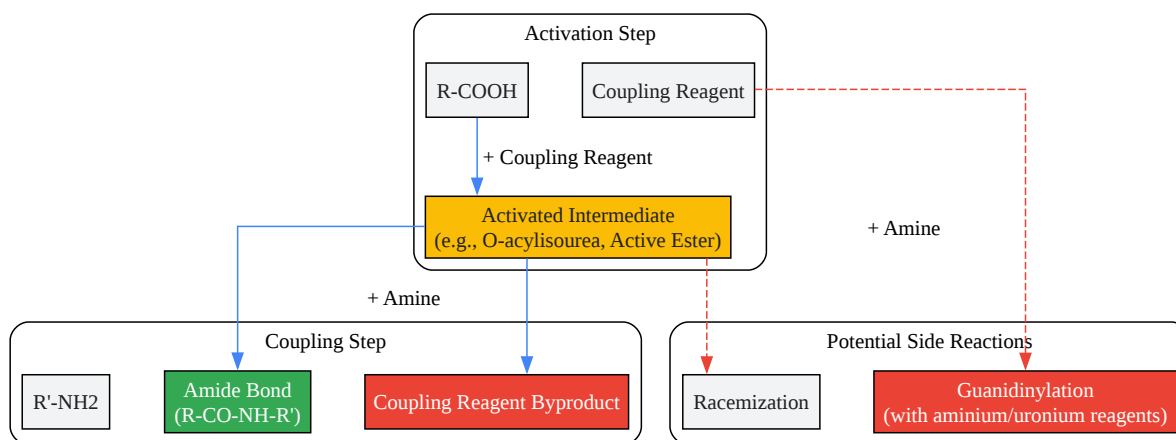 Activation Step
R-COOH
Coupling Reagent
+ Coupling Reagent
Activated Intermediate
(e.g., O-acylisourea, Active Ester)
+ Amine
+ Amine
Coupling Step
R'-NH2
Amide Bond
(R-CO-NH-R')
Coupling Reagent Byproduct
Potential Side Reactions
Racemization
Guanidinylation
(with aminium/uronium reagents)